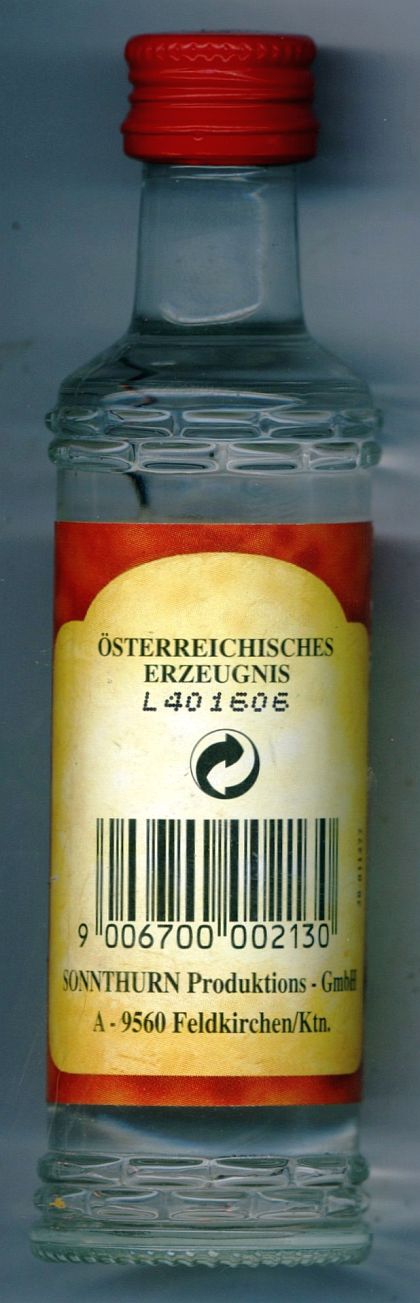 ÖSTERREICHISCHES
ERZEUGNIS
L401606
9 006700 002130
SONNTHURN Produktions - GmbH
A - 9560 Feldkirchen/Ktn.